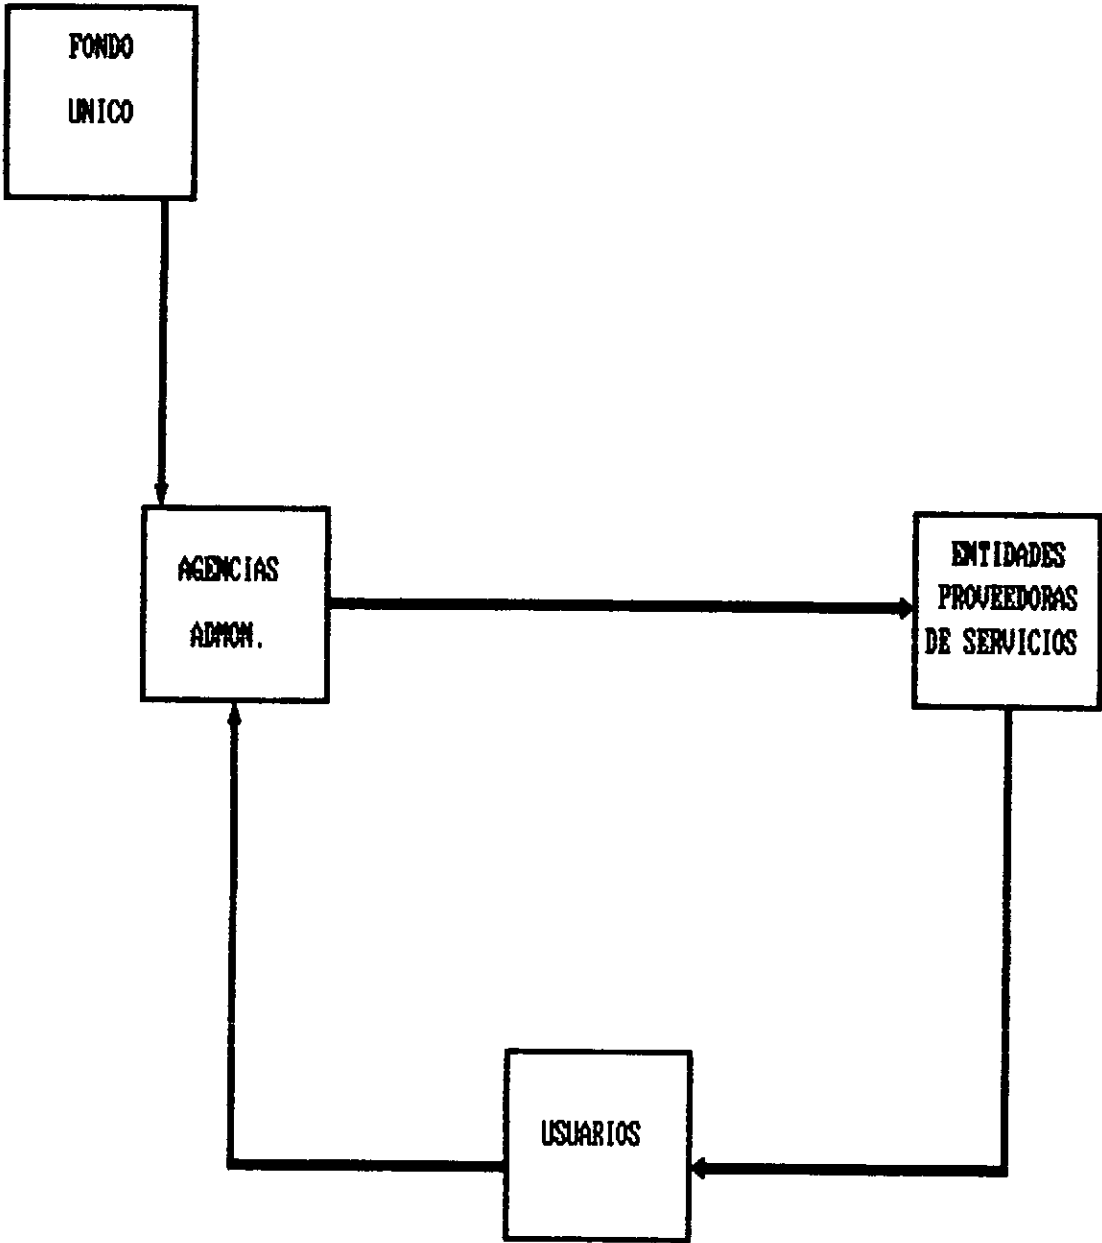 FONDO
UNICO
AGENCIAS
ADMON.
ENTIDADES
PROVEEDORAS
DE SERVICIOS
USUARIOS